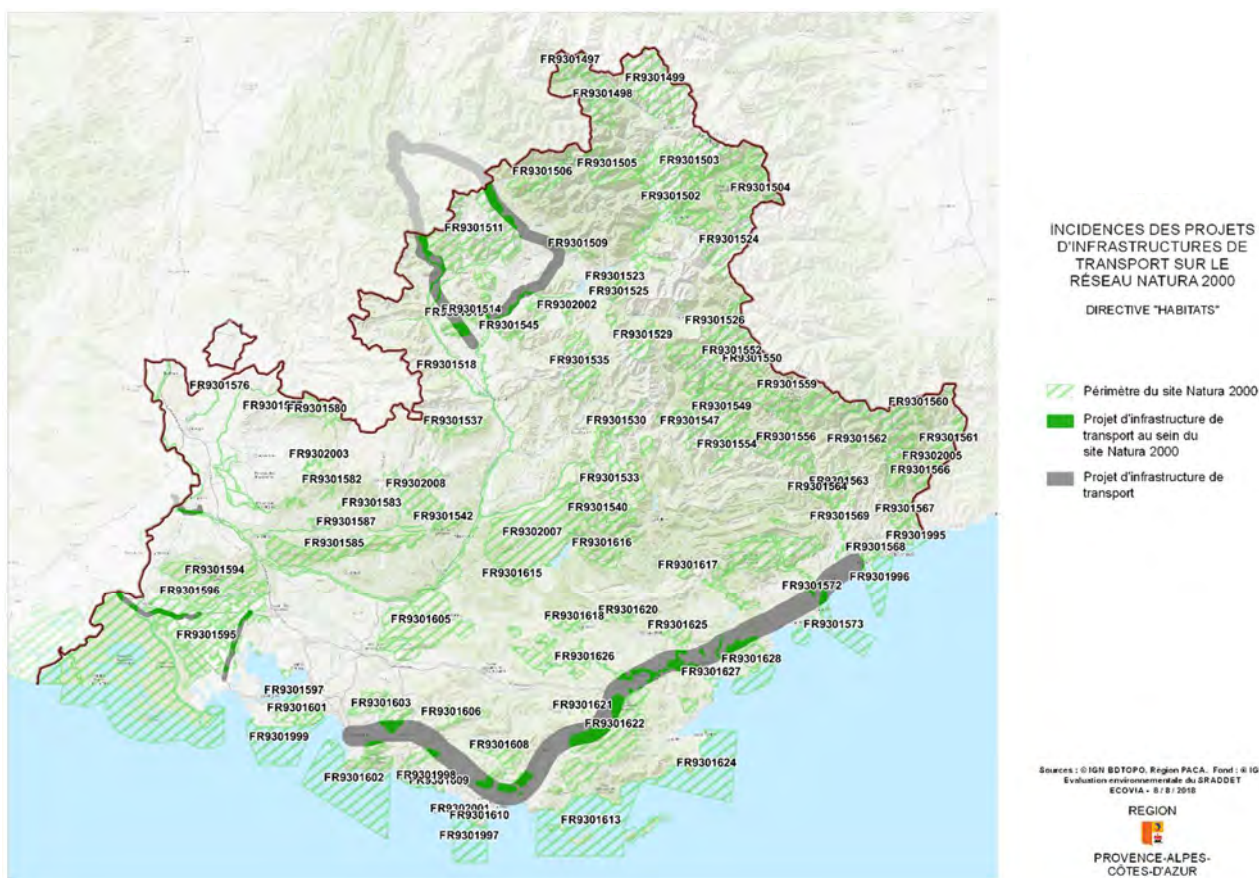 FR9301497
FR9301499
FR9301498
FR9301505
FR9301503
FR9301506
FR9301502
FR9301504
FR9301511
FR9301524
FR9301509
FR9301523
FR9301525
FR9302002
FR9301514
FR9301545
FR9301526
FR9301529
FR9301552
FR9301550
FR9301535
FR9301518
FR9301559
FR9301576
FR9301580
FR9301560
FR9301549
FR9301537
FR9301530
FR9301547
FR9301556
FR9301562
FR9301561
FR9301554
FR9302003
FR9302005
FR9301566
FR9301582
FR9302008
FR9301533
FR9301563
FR9301564
FR9301583
FR9301540
FR9301567
FR9301587
FR9301542
FR9301569
FR9302007
FR9301995
FR9301585
FR9301616
FR9301568
FR9301594
FR9301615
FR9301617
FR9301996
FR9301596
FR9301572
FR9301605
FR9301618
FR9301620
FR9301625
FR9301573
FR9301595
FR9301626
FR9301628
FR9301627
FR9301597
FR9301603
FR9301601
FR9301606
FR9301621
FR9301622
FR9301999
FR9301608
FR9301624
FR9301602
FR9301998
FR9301609
FR9302001
FR9301610
FR9301613
FR9301997
INCIDENCES DES PROJETS
D'INFRASTRUCTURES DE
TRANSPORT SUR LE
RÉSEAU NATURA 2000
DIRECTIVE "HABITATS"
Périmètre du site Natura 2000
Projet d'infrastructure de
transport au sein du
site Natura 2000
Projet d'infrastructure de
transport
Sources : © IGN BDTOPO, Région PACA. Fond : © IG
Evaluation environnementale du SRADDET
ECOVIA - 8 / 8 / 2018
REGION
PROVENCE-ALPES-
CÔTES-D'AZUR